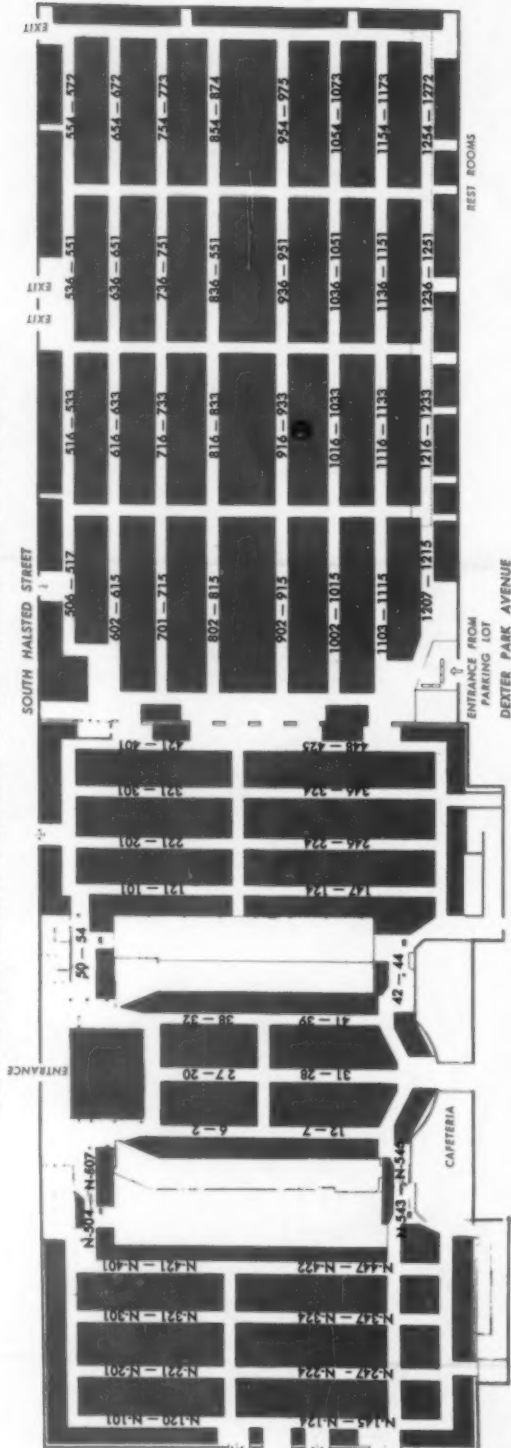 SOUTH HALSTED STREET
ENTRANCE
EXIT
EXIT
EXIT
N-504 — N-607
50 — 54
506 — 517
516 — 533
536 — 551
554 — 572
602 — 615
616 — 633
636 — 651
654 — 672
701 — 715
716 — 733
736 — 751
754 — 773
802 — 815
816 — 833
836 — 551
854 — 874
902 — 915
916 — 933
936 — 951
954 — 975
1002 — 1015
1016 — 1033
1036 — 1051
1054 — 1073
1103 — 1115
1116 — 1133
1136 — 1151
1154 — 1173
1207 — 1215
1216 — 1233
1236 — 1251
1254 — 1272
N-120 — N-101
N-221 — N-201
N-321 — N-301
N-421 — N-401
6 — 2
27 — 20
38 — 32
121 — 101
221 — 201
321 — 301
421 — 401
N-145 — N-124
N-247 - N-224
N-347 — N-324
N-447 — N-422
12 — 7
31 — 28
41 — 39
147 — 124
246 — 224
346 — 324
448 — 425
N-543 — N-546
42 — 44
CAFETERIA
ENTRANCE FROM
PARKING LOT
REST ROOMS
DEXTER PARK AVENUE